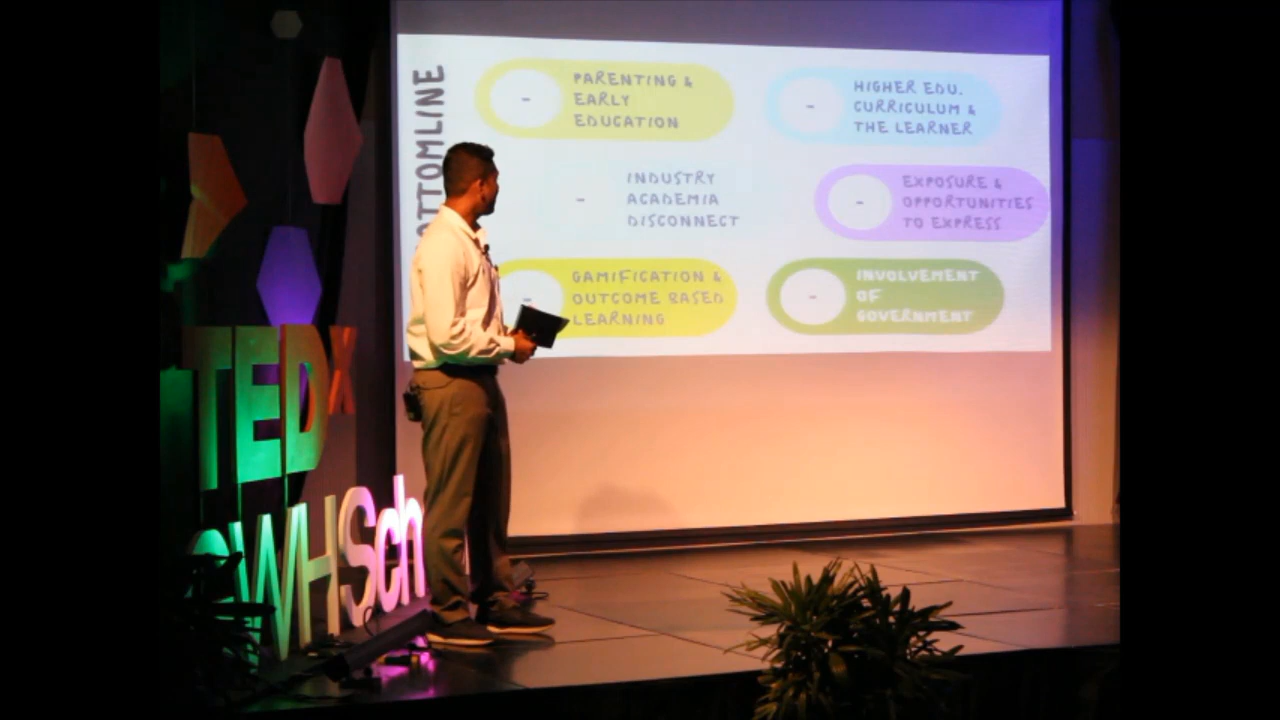 OTTOMLINE
PARENTING &
EARLY
EDUCATION
HIGHER EDU.
CURRICULUM &
THE LEARNER
INDUSTRY
ACADEMIA
DISCONNECT
EXPOSURE &
OPPORTUNITIES
TO EXPRESS
GAMIFICATION &
OUTCOME BASED
LEARNING
INVOLVEMENT
OF
GOVERNMENT
TEDX
WHSch